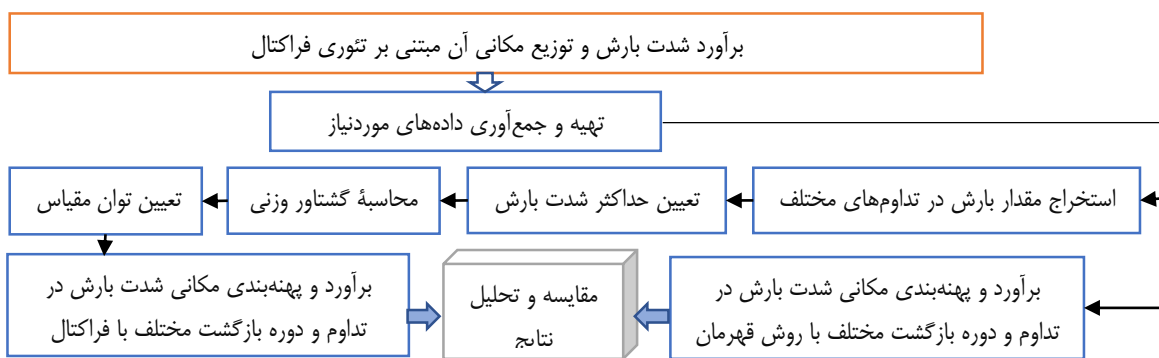 برآورد شدت بارش و توزیع مکانی آن مبتنی بر تئوری فراکتال
تهیه و جمع‌آوری داده‌های موردنیاز
استخراج مقدار بارش در تداوم‌های مختلف
تعیین حداکثر شدت بارش
محاسبۀ گشتاور وزنی
تعیین توان مقیاس
برآورد و پهنه‌بندی مکانی شدت بارش در
تداوم و دوره بازگشت مختلف با روش قهرمان
مقایسه و تحلیل
نتایج
برآورد و پهنه‌بندی مکانی شدت بارش در
تداوم و دوره بازگشت مختلف با فراکتال